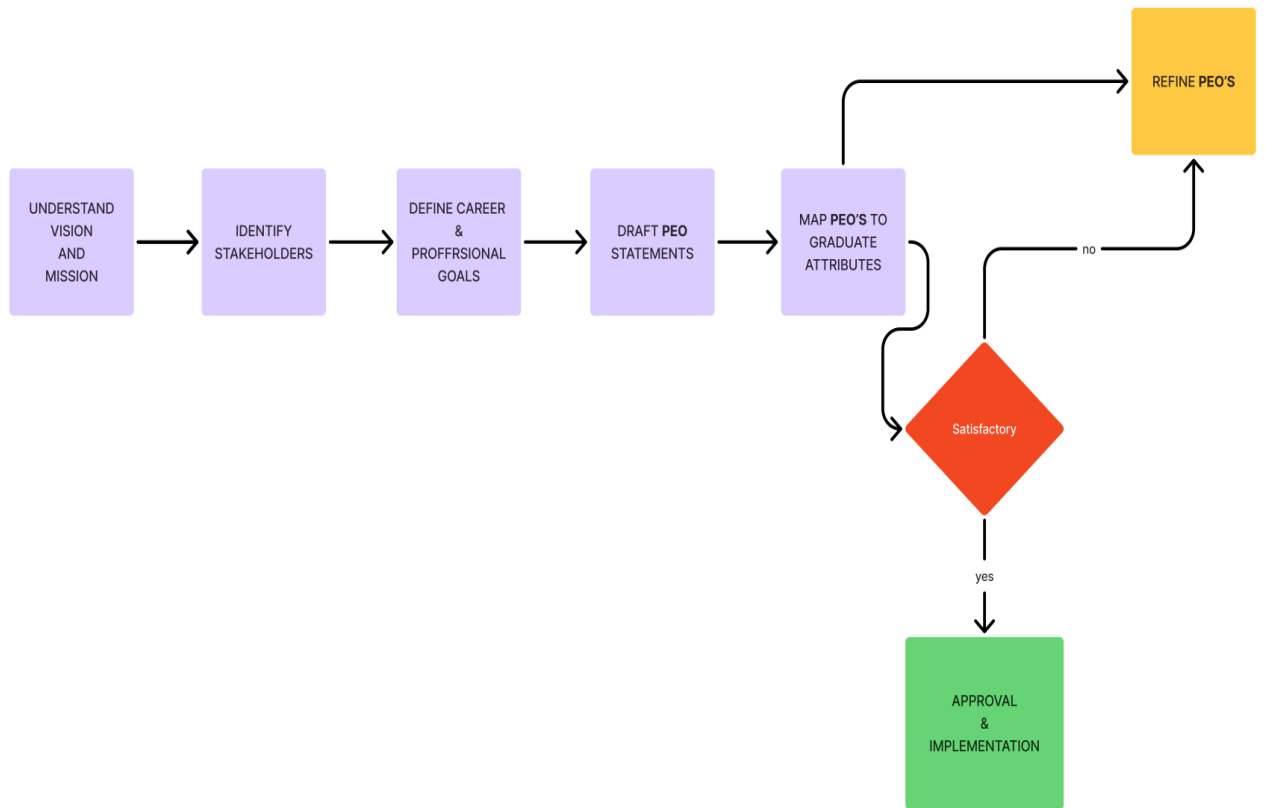 UNDERSTAND
VISION
AND
MISSION
IDENTIFY
STAKEHOLDERS
DEFINE CAREER
&
PROFFRSIONAL
GOALS
DRAFT PEO
STATEMENTS
MAP PEO'S TO
GRADUATE
ATTRIBUTES
REFINE PEO'S
no
Satisfactory
yes
APPROVAL
&
IMPLEMENTATION